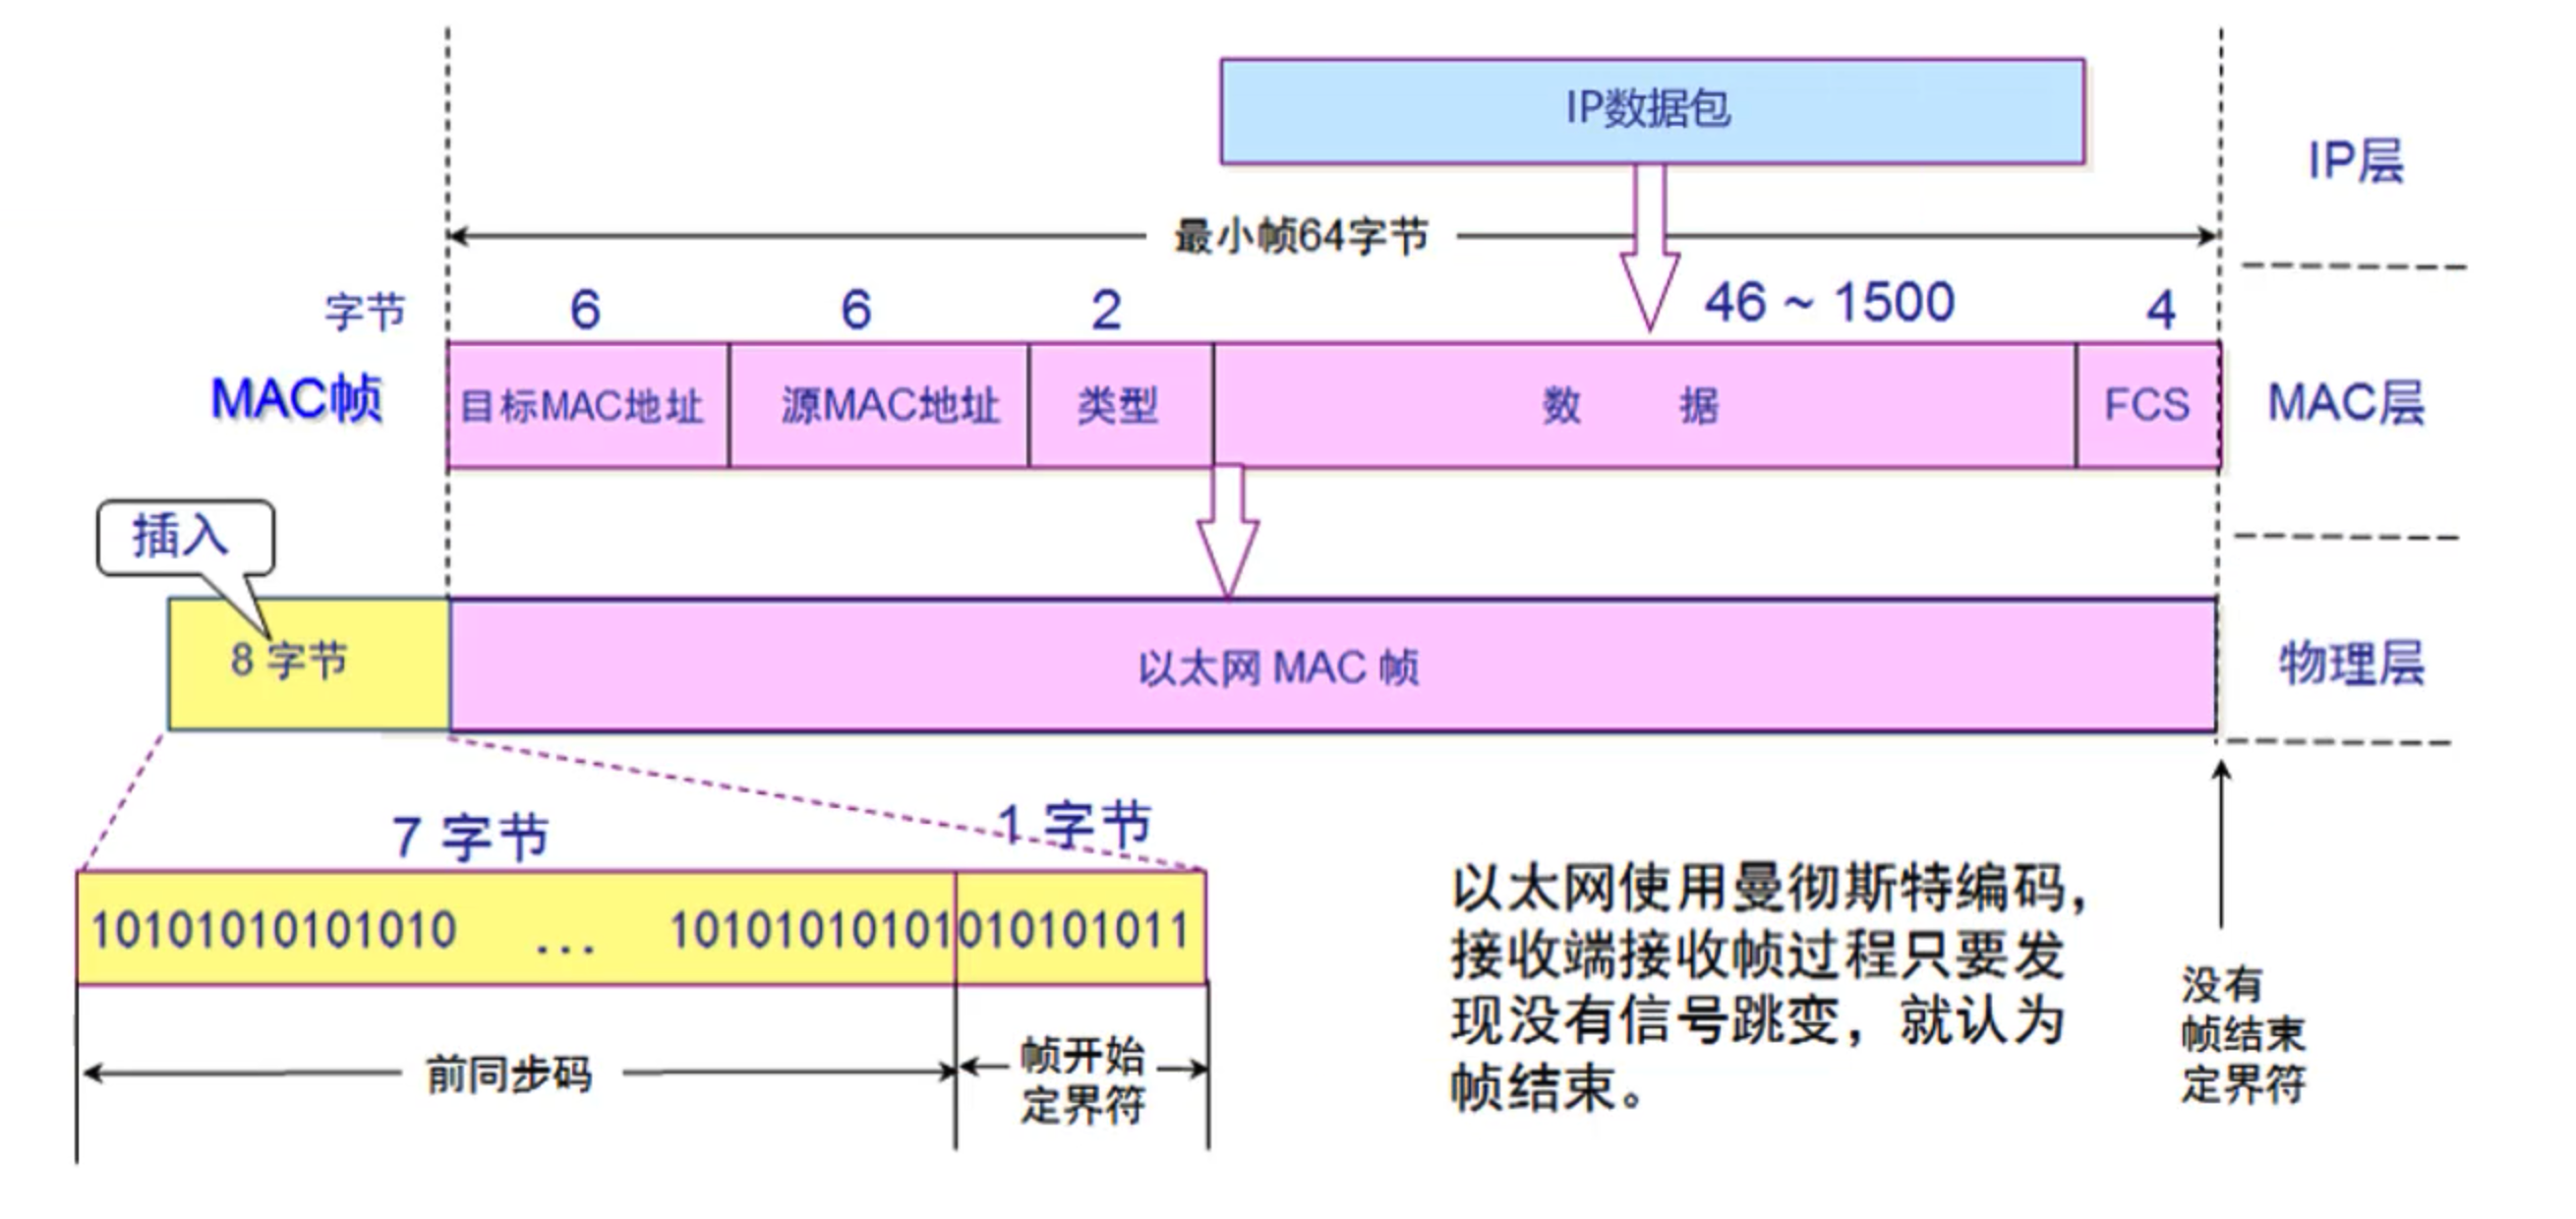 IP数据包
IP层
最小帧64字节
字节 6 6 2 46 ~ 1500 4
MAC帧 目标MAC地址 源MAC地址 类型 数 据 FCS MAC层
插入
8 字节 以太网 MAC 帧 物理层
7 字节 1 字节
10101010101010 ... 10101010101 010101011
前同步码
帧开始
定界符
以太网使用曼彻斯特编码，
接收端接收帧过程只要发
现没有信号跳变，就认为
帧结束。
没有
帧结束
定界符